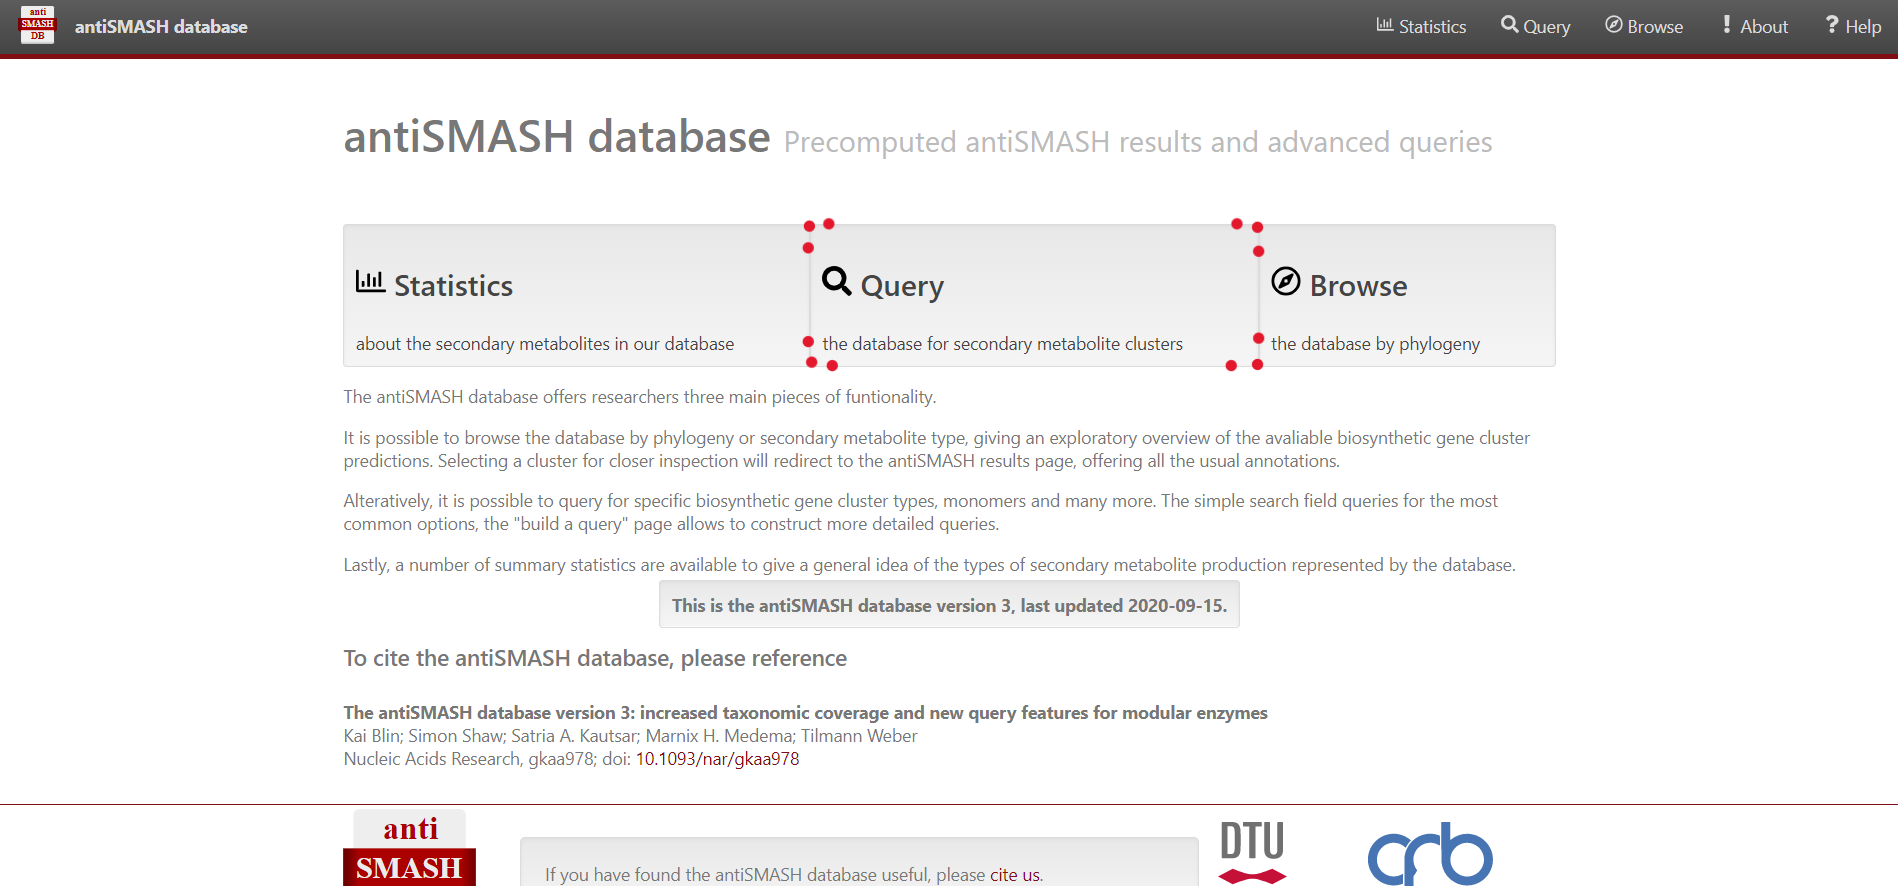 anti
SMASH
DB
antiSMASH database
Statistics
Query
Browse
About
Help
antiSMASH database Precomputed antiSMASH results and advanced queries
Statistics
about the secondary metabolites in our database
Query
the database for secondary metabolite clusters
Browse
the database by phylogeny
The antiSMASH database offers researchers three main pieces of funtionality.
It is possible to browse the database by phylogeny or secondary metabolite type, giving an exploratory overview of the avaliable biosynthetic gene cluster
predictions. Selecting a cluster for closer inspection will redirect to the antiSMASH results page, offering all the usual annotations.
Alteratively, it is possible to query for specific biosynthetic gene cluster types, monomers and many more. The simple search field queries for the most
common options, the "build a query" page allows to construct more detailed queries.
Lastly, a number of summary statistics are available to give a general idea of the types of secondary metabolite production represented by the database.
This is the antiSMASH database version 3, last updated 2020-09-15.
To cite the antiSMASH database, please reference
The antiSMASH database version 3: increased taxonomic coverage and new query features for modular enzymes
Kai Blin; Simon Shaw; Satria A. Kautsar; Marnix H. Medema; Tilmann Weber
Nucleic Acids Research, gkaa978; doi: 10.1093/nar/gkaa978
anti
SMASH
If you have found the antiSMASH database useful, please cite us.
DTU
crb